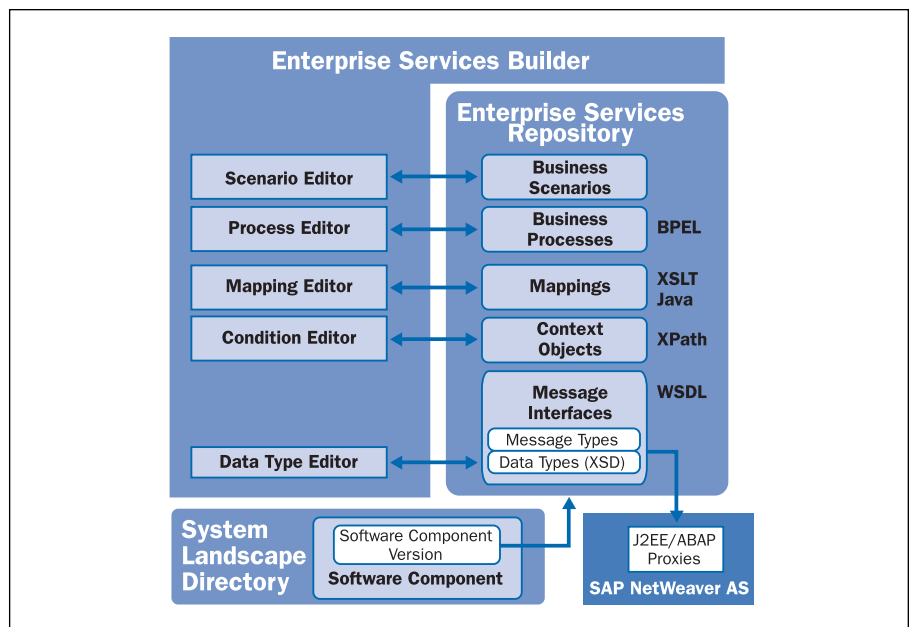 Enterprise Services Builder
Enterprise Services
Repository
Scenario Editor
Business
Scenarios
Process Editor
Business
Processes
BPEL
Mapping Editor
Mappings
XSLT
Java
Condition Editor
Context
Objects
XPath
Message
Interfaces
WSDL
Message Types
Data Type Editor
Data Types (XSD)
System
Landscape
Directory
Software Component
Version
Software Component
J2EE/ABAP
Proxies
SAP NetWeaver AS